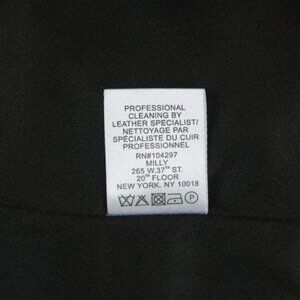 PROFESSIONAL
CLEANING BY
LEATHER SPECIALIST/
NETTOYAGE PAR
SPÉCIALISTE DU CUIR
PROFESSIONNEL
RN#104297
MILLY
265 W.37TH ST.
20TH FLOOR
NEW YORK. NY 10018
P